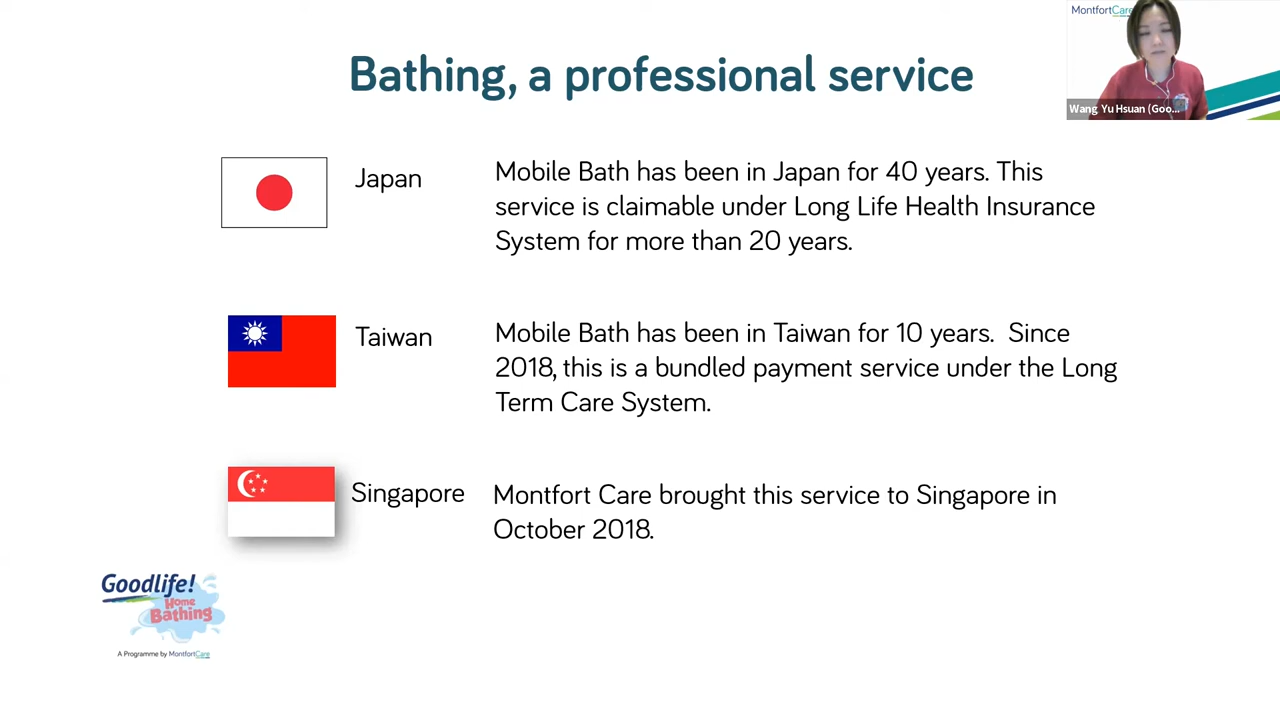 MontfortCare
Bathing, a professional service
Wang Yu Hsuan (Goo...
Japan
Mobile Bath has been in Japan for 40 years. This
service is claimable under Long Life Health Insurance
System for more than 20 years.
Taiwan
Mobile Bath has been in Taiwan for 10 years. Since
2018, this is a bundled payment service under the Long
Term Care System.
Singapore
Montfort Care brought this service to Singapore in
October 2018.
Goodlife!
Home
Bathing
A Programme by MontfortCare